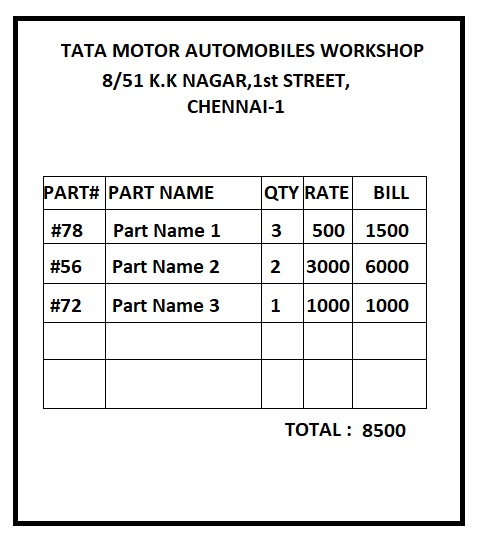 TATA MOTOR AUTOMOBILES WORKSHOP
8/51 K.K NAGAR,1st STREET,
CHENNAI-1
PART# PART NAME QTY RATE BILL
#78 Part Name 1 3 500 1500
#56 Part Name 2 2 3000 6000
#72 Part Name 3 1 1000 1000
TOTAL : 8500